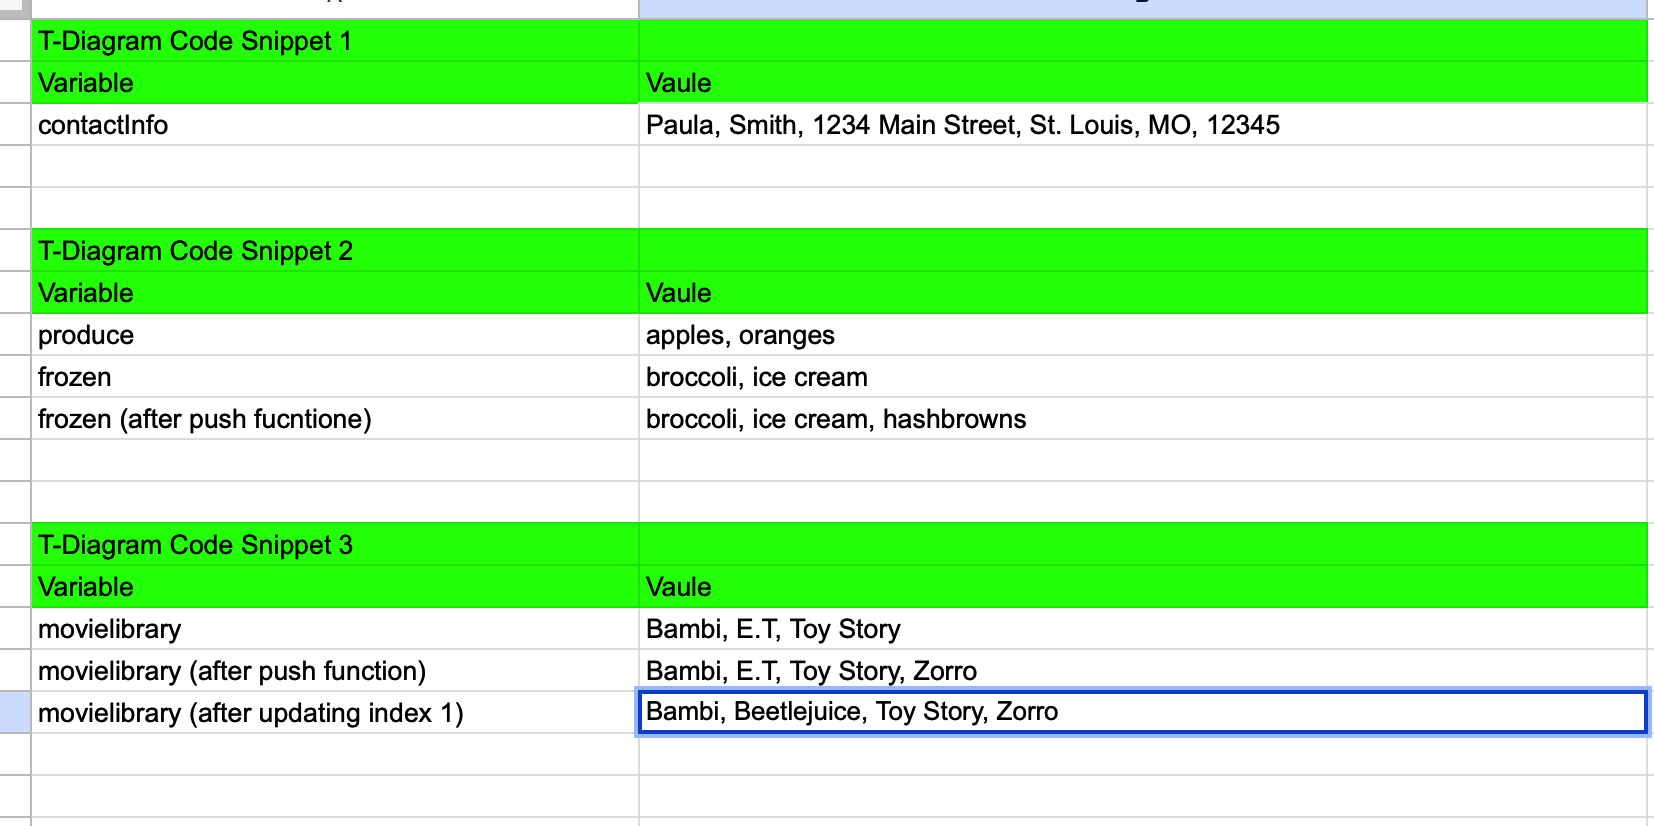 T-Diagram Code Snippet 1
Variable Vaule
contactInfo Paula, Smith, 1234 Main Street, St. Louis, MO, 12345
T-Diagram Code Snippet 2
Variable Vaule
produce apples, oranges
frozen broccoli, ice cream
frozen (after push fucntione) broccoli, ice cream, hashbrowns
T-Diagram Code Snippet 3
Variable Vaule
movielibrary Bambi, E.T, Toy Story
movielibrary (after push function) Bambi, E.T, Toy Story, Zorro
movielibrary (after updating index 1) Bambi, Beetlejuice, Toy Story, Zorro